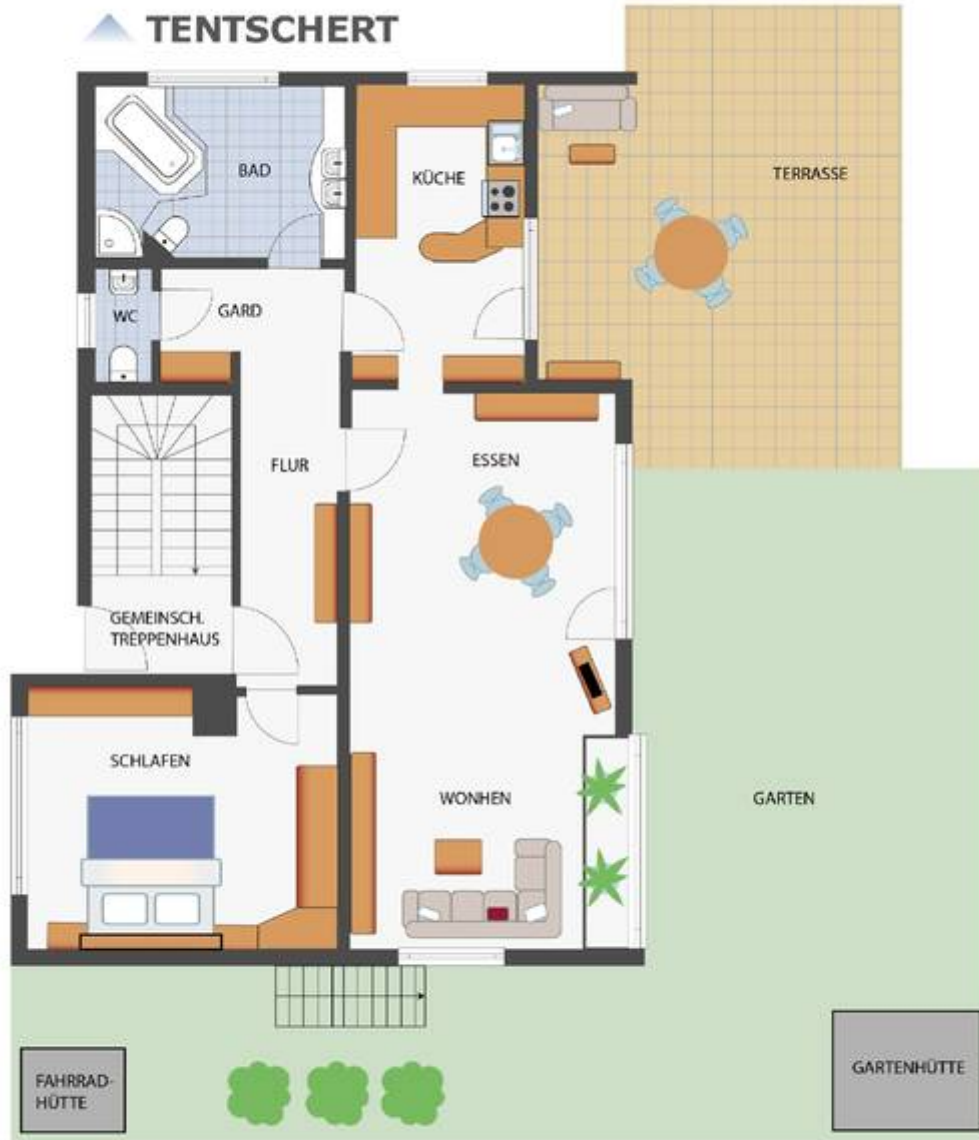 TENTSCHERT
BAD
KÜCHE
TERRASSE
WC
GARD
FLUR
ESSEN
GEMEINSCH.
TREPPENHAUS
SCHLAFEN
WONHEN
GARTEN
FAHRRAD-
HÜTTE
GARTENHÜTTE